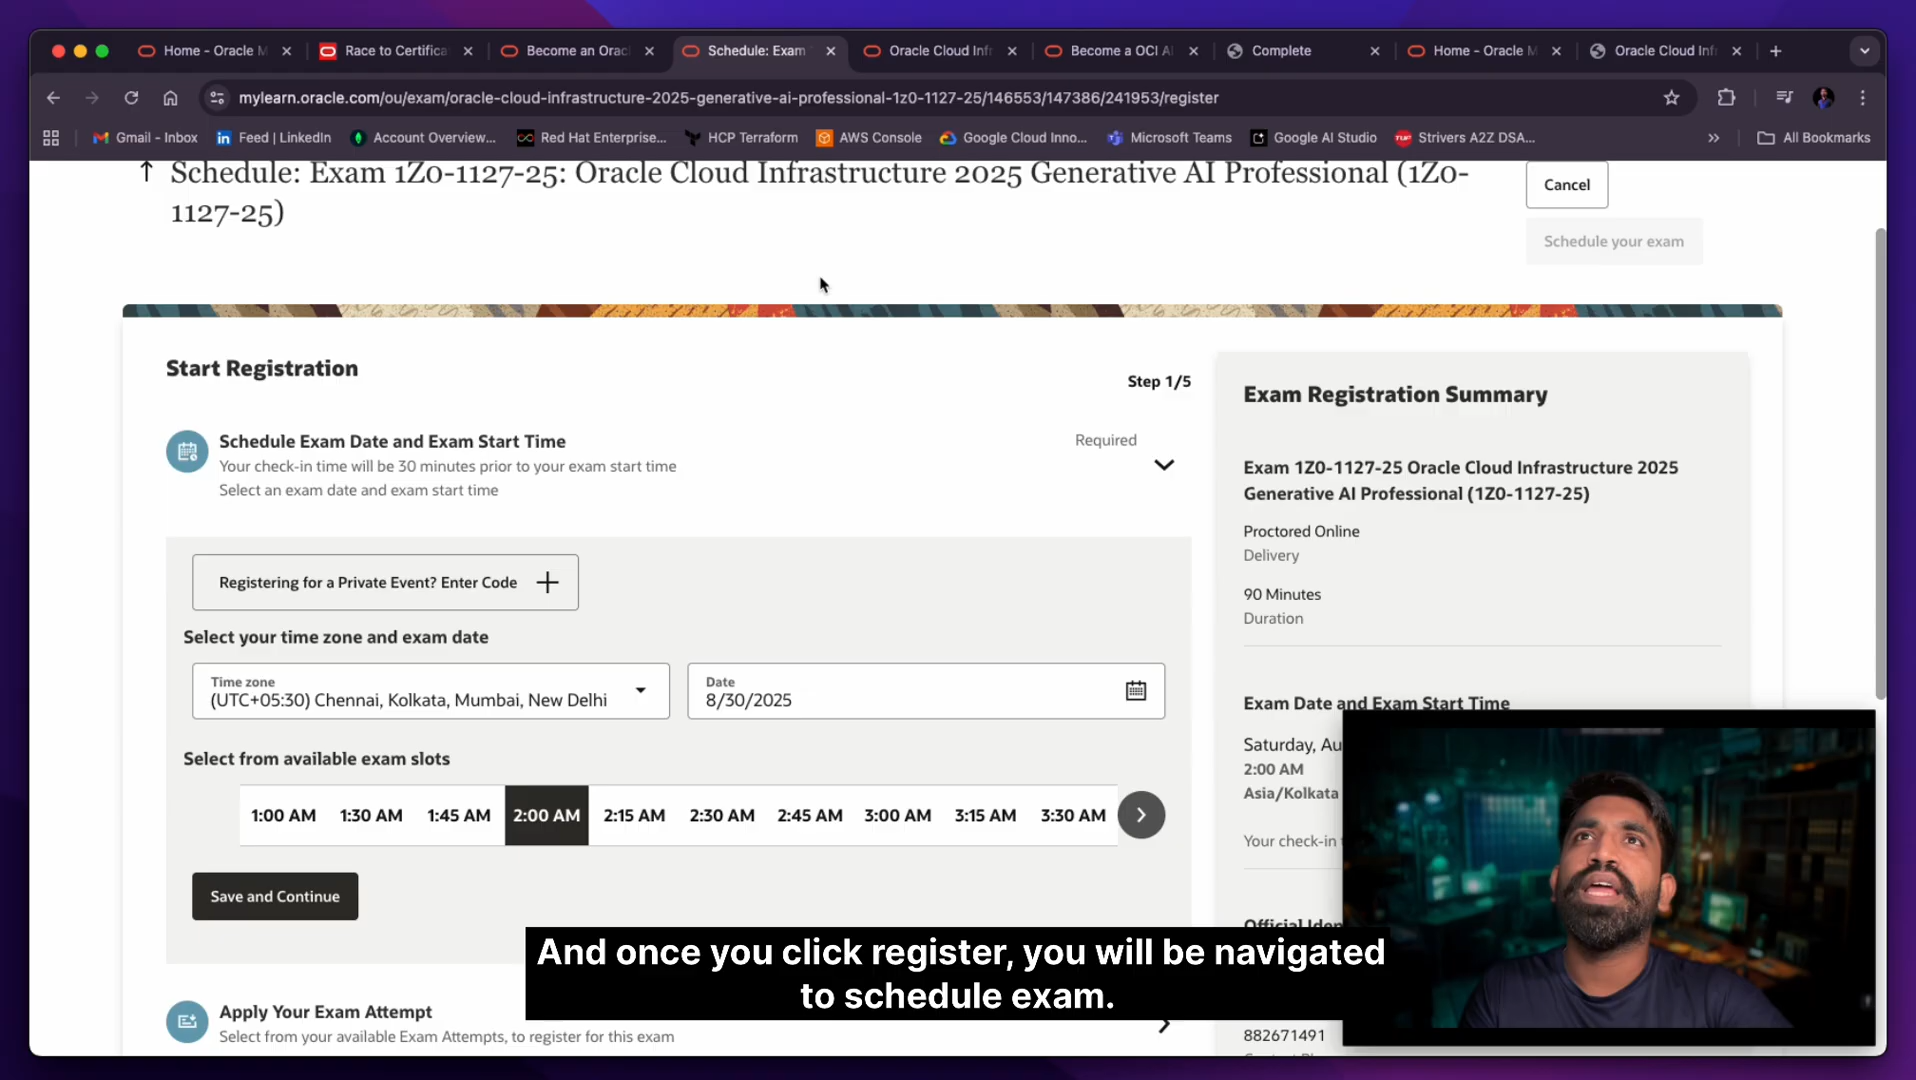 Home - Oracle M
Race to Certifica
Become an Orac
Schedule: Exam
Oracle Cloud Inf
Become a OCI A
Complete
Home - Oracle M
Oracle Cloud Inf
mylearn.oracle.com/ou/exam/oracle-cloud-infrastructure-2025-generative-ai-professional-1z0-1127-25/146553/147386/241953/register
Gmail - Inbox
Feed | LinkedIn
Account Overview...
Red Hat Enterprise...
HCP Terraform
AWS Console
Google Cloud Inno...
Microsoft Teams
Google AI Studio
Strivers A2Z DSA...
All Bookmarks
Schedule: Exam 1Z0-1127-25: Oracle Cloud Infrastructure 2025 Generative AI Professional (1Z0-
1127-25)
Cancel
Schedule your exam
Start Registration
Step 1/5
Schedule Exam Date and Exam Start Time
Required
Your check-in time will be 30 minutes prior to your exam start time
Select an exam date and exam start time
Registering for a Private Event? Enter Code
Select your time zone and exam date
Time zone
(UTC+05:30) Chennai, Kolkata, Mumbai, New Delhi
Date
8/30/2025
Select from available exam slots
1:00 AM 1:30 AM 1:45 AM 2:00 AM 2:15 AM 2:30 AM 2:45 AM 3:00 AM 3:15 AM 3:30 AM
Save and Continue
Apply Your Exam Attempt
Select from your available Exam Attempts, to register for this exam
Exam Registration Summary
Exam 1Z0-1127-25 Oracle Cloud Infrastructure 2025
Generative AI Professional (1Z0-1127-25)
Proctored Online
Delivery
90 Minutes
Duration
Exam Date and Exam Start Time
Saturday, Au
2:00 AM
Asia/Kolkata
Your check-in
Official Iden
882671491
And once you click register, you will be navigated
to schedule exam.